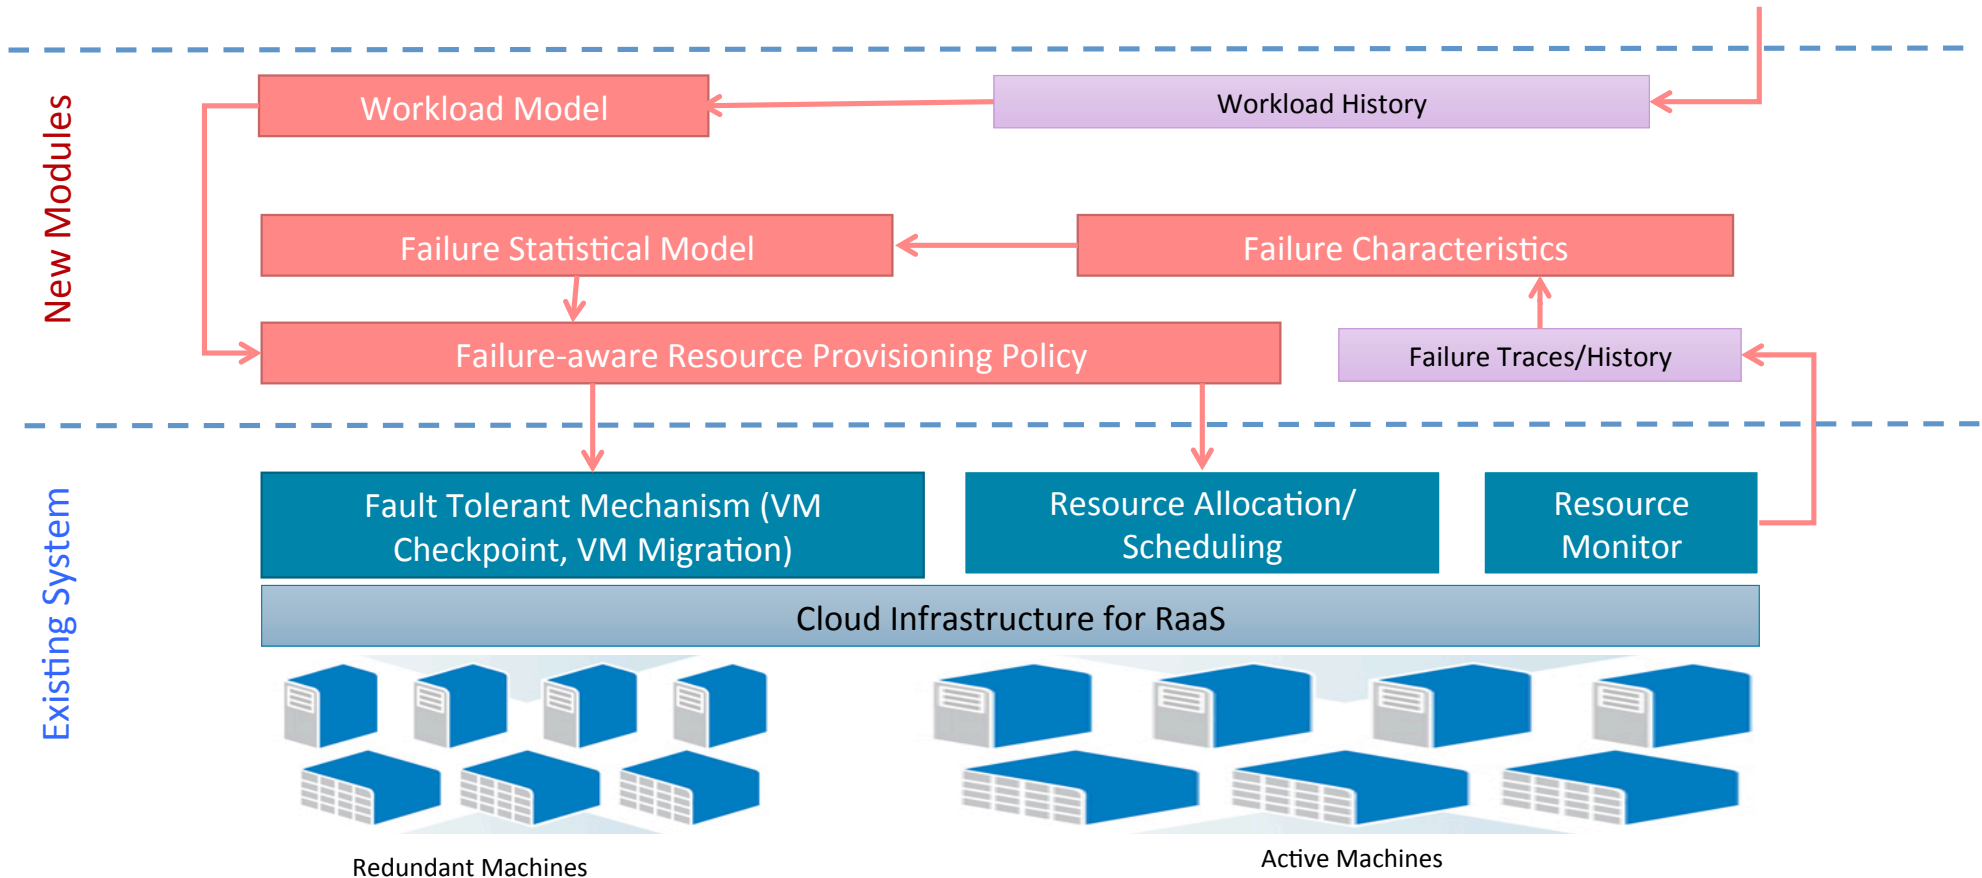 New Modules
Workload Model
Workload History
Failure Statistical Model
Failure Characteristics
Failure-aware Resource Provisioning Policy
Failure Traces/History
Existing System
Fault Tolerant Mechanism (VM
Checkpoint, VM Migration)
Resource Allocation/
Scheduling
Resource
Monitor
Cloud Infrastructure for RaaS
Redundant Machines
Active Machines